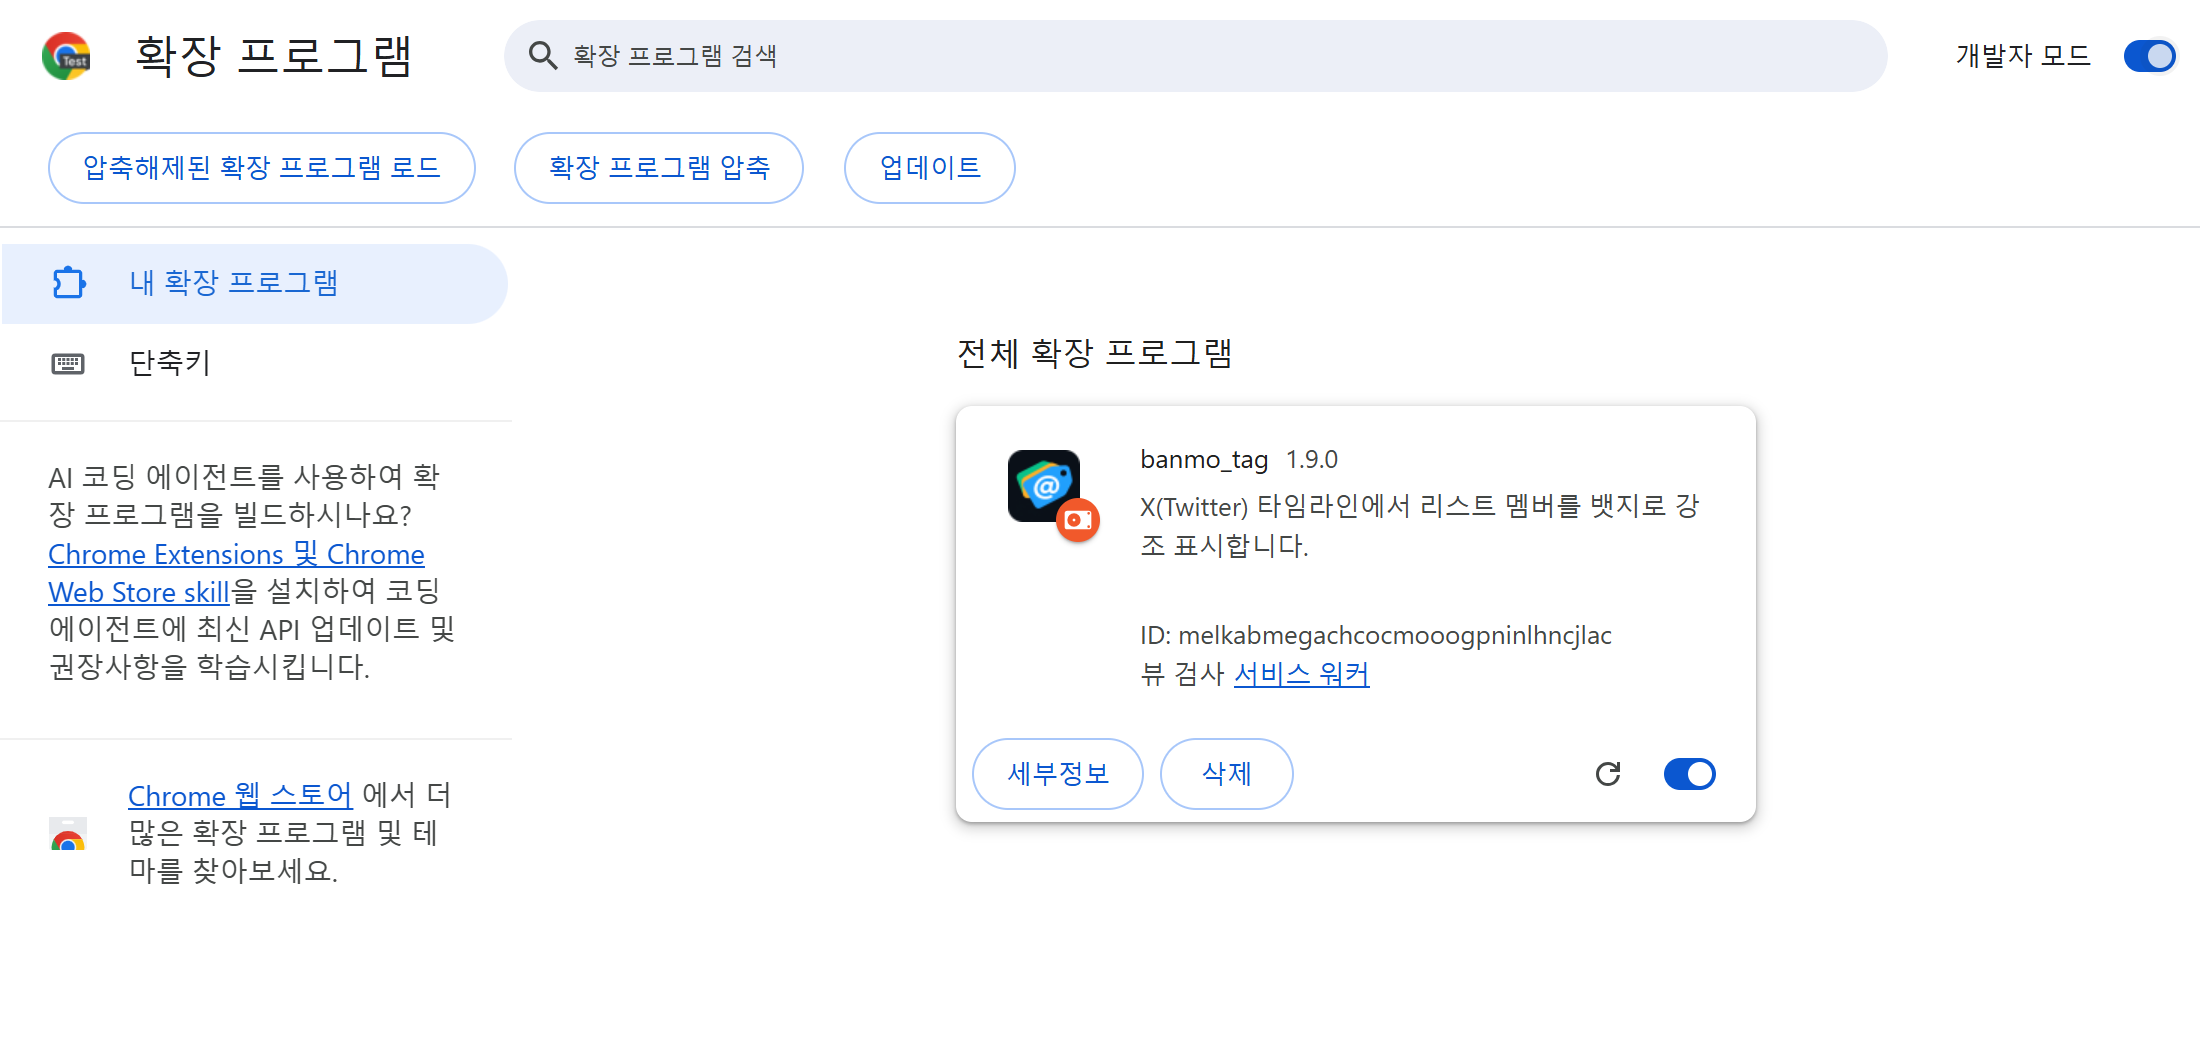 Test
확장 프로그램
확장 프로그램 검색
개발자 모드
압축해제된 확장 프로그램 로드
확장 프로그램 압축
업데이트
내 확장 프로그램
단축키
AI 코딩 에이전트를 사용하여 확
장 프로그램을 빌드하시나요?
Chrome Extensions 및 Chrome
Web Store skill을 설치하여 코딩
에이전트에 최신 API 업데이트 및
권장사항을 학습시킵니다.
Chrome 웹 스토어 에서 더
많은 확장 프로그램 및 테
마를 찾아보세요.
전체 확장 프로그램
@
banmo_tag 1.9.0
X(Twitter) 타임라인에서 리스트 멤버를 뱃지로 강
조 표시합니다.
ID: melkabmegachcocmooogpninlhncjlac
뷰 검사 서비스 워커
세부정보
삭제